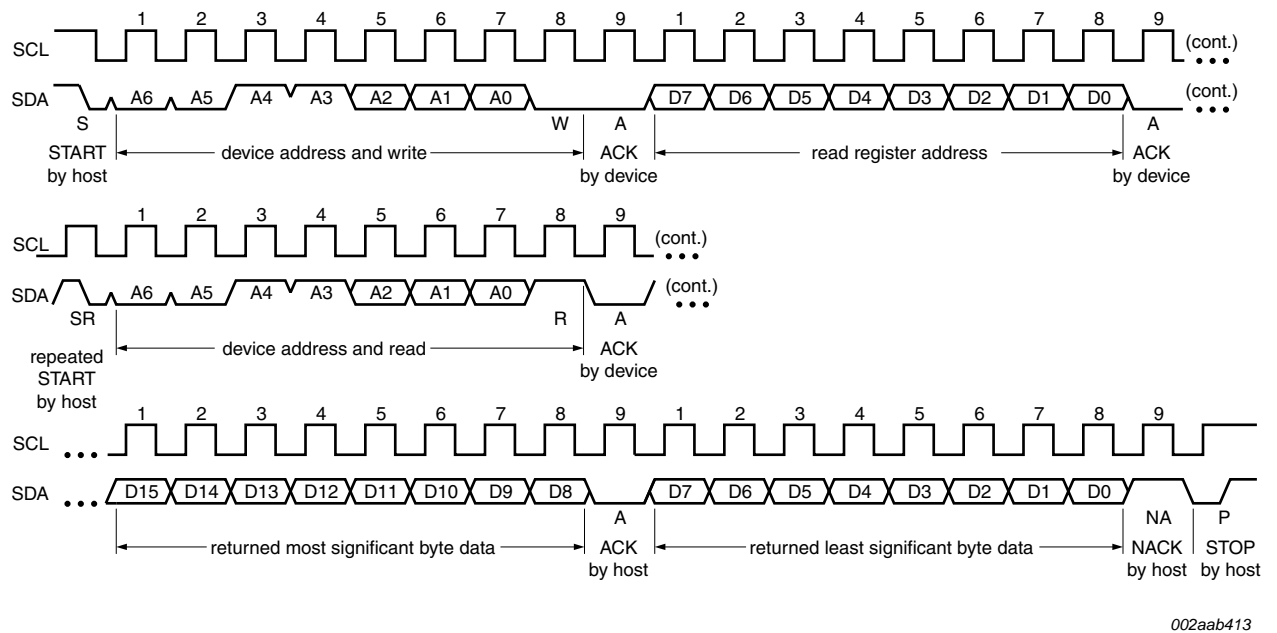 1 2 3 4 5 6 7 8 9 1 2 3 4 5 6 7 8 9
SCL (cont.)
SDA A6 A5 A4 A3 A2 A1 A0 D7 D6 D5 D4 D3 D2 D1 D0 (cont.)
S W A A
START device address and write ACK read register address ACK
by host by device by device
1 2 3 4 5 6 7 8 9
SCL (cont.)
SDA A6 A5 A4 A3 A2 A1 A0 (cont.)
SR R A
repeated device address and read ACK
START by device
by host
1 2 3 4 5 6 7 8 9 1 2 3 4 5 6 7 8 9
SCL
SDA D15 D14 D13 D12 D11 D10 D9 D8 D7 D6 D5 D4 D3 D2 D1 D0
A NA P
returned most significant byte data ACK returned least significant byte data NACK STOP
by host by host by host
002aab413